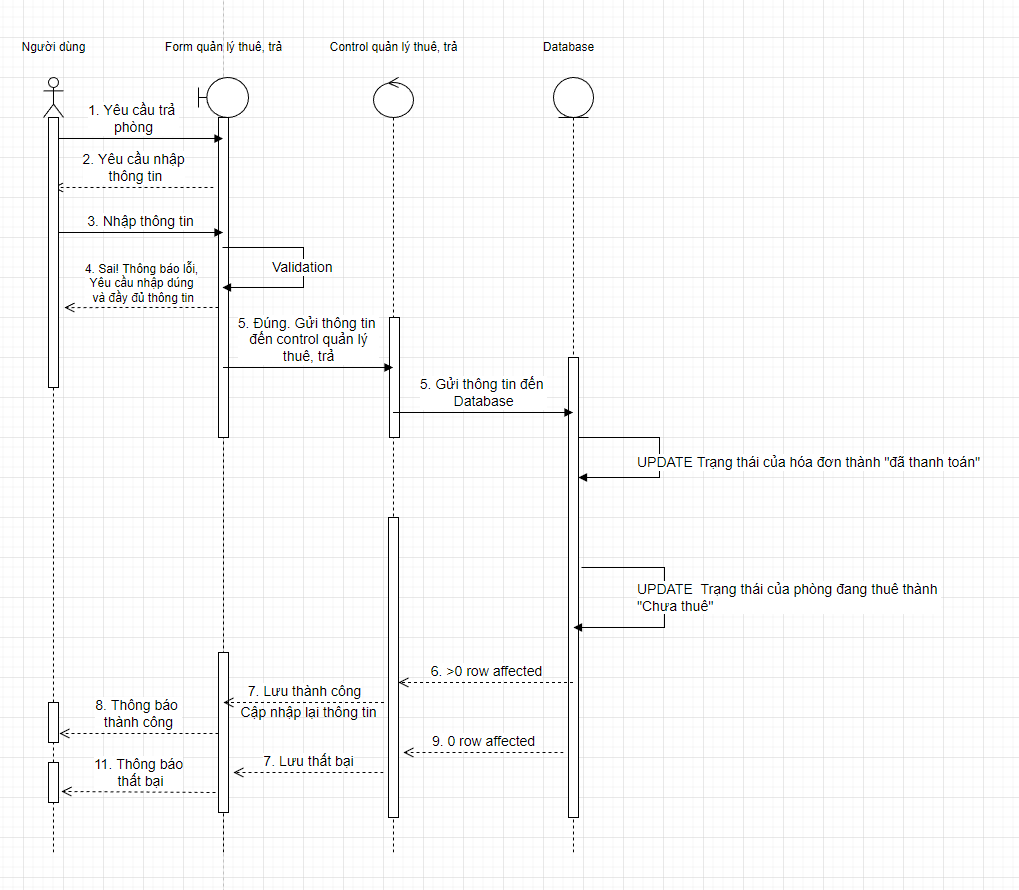 Người dùng
Form quản lý thuê, trả
Control quản lý thuê, trả
Database
1. Yêu cầu trả
phòng
2. Yêu cầu nhập
thông tin
3. Nhập thông tin
Validation
4. Sai! Thông báo lỗi,
Yêu cầu nhập dúng
và đầy đủ thông tin
5. Đúng. Gửi thông tin
đến control quản lý
thuê, trả
5. Gửi thông tin đến
Database
UPDATE Trạng thái của hóa đơn thành "đã thanh toán"
UPDATE  Trạng thái của phòng đang thuê thành
"Chưa thuê"
6. >0 row affected
7. Lưu thành công
Cập nhập lại thông tin
8. Thông báo
thành công
9. 0 row affected
7. Lưu thất bại
11. Thông báo
thất bại